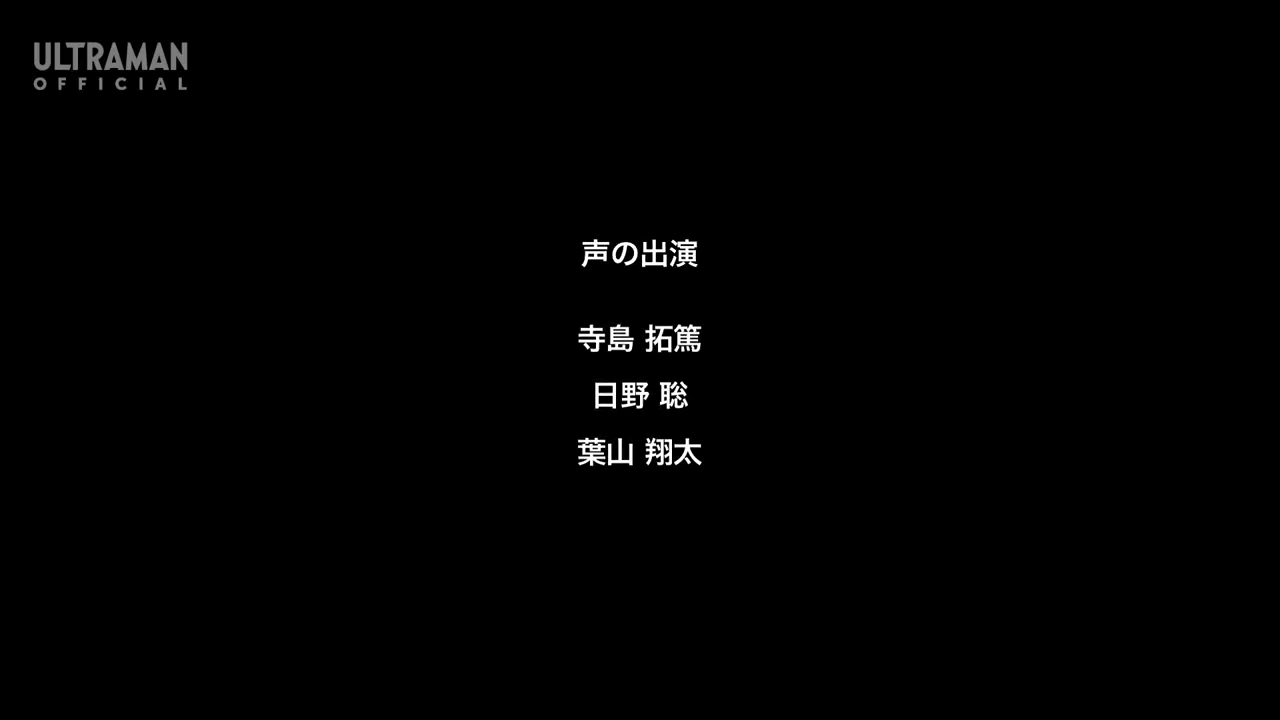 ULTRAMAN
OFFICIAL
声の出演
寺島 拓篤
日野 聡
葉山 翔太